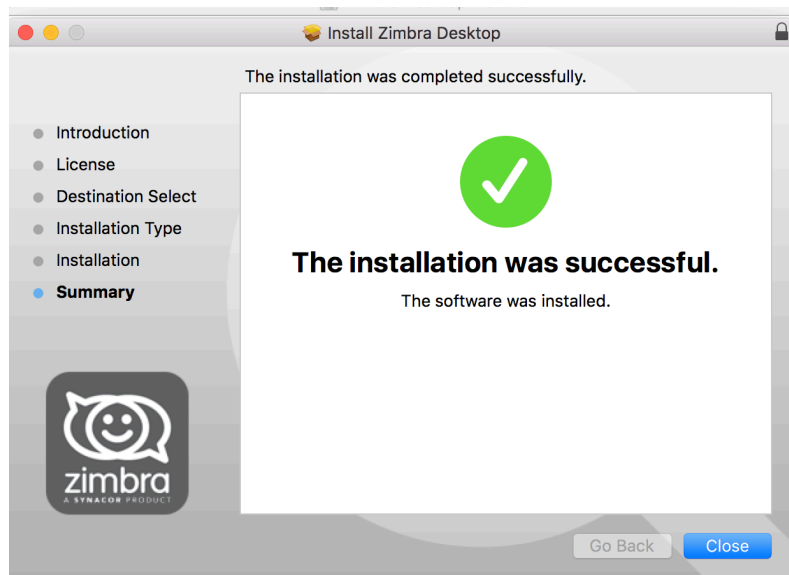 Install Zimbra Desktop
The installation was completed successfully.
Introduction
License
Destination Select
Installation Type
Installation
Summary
The installation was successful.
The software was installed.
zimbra
A SYNACOR PRODUCT
Go Back
Close